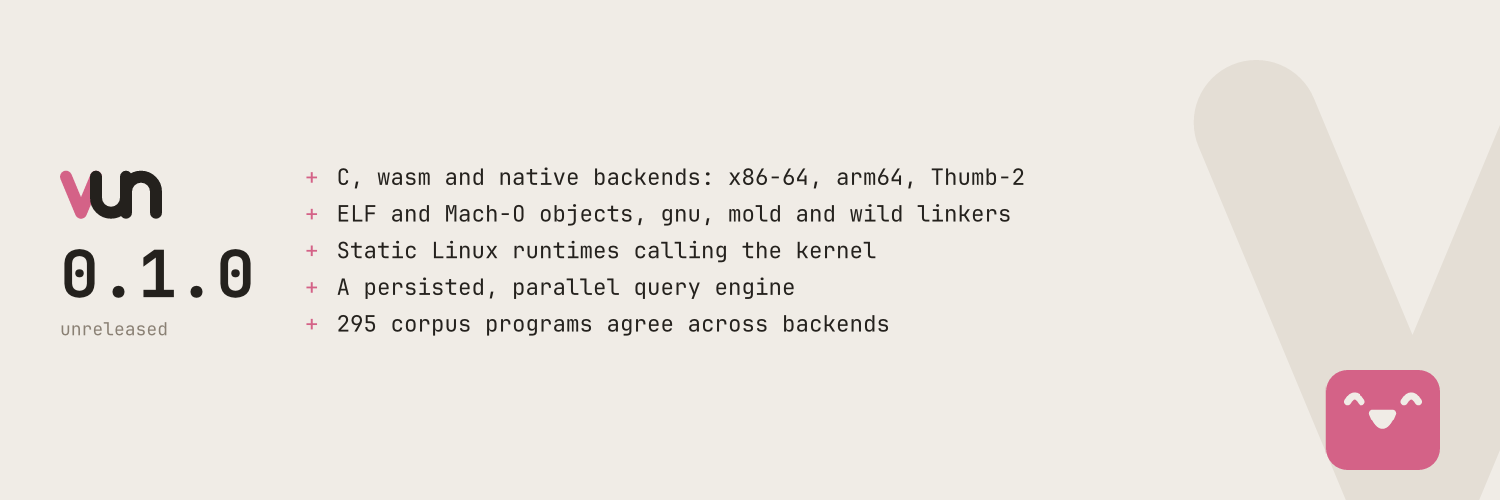 vun
0.1.0
unreleased
+ C, wasm and native backends: x86-64, arm64, Thumb-2
+ ELF and Mach-O objects, gnu, mold and wild linkers
+ Static Linux runtimes calling the kernel
+ A persisted, parallel query engine
+ 295 corpus programs agree across backends